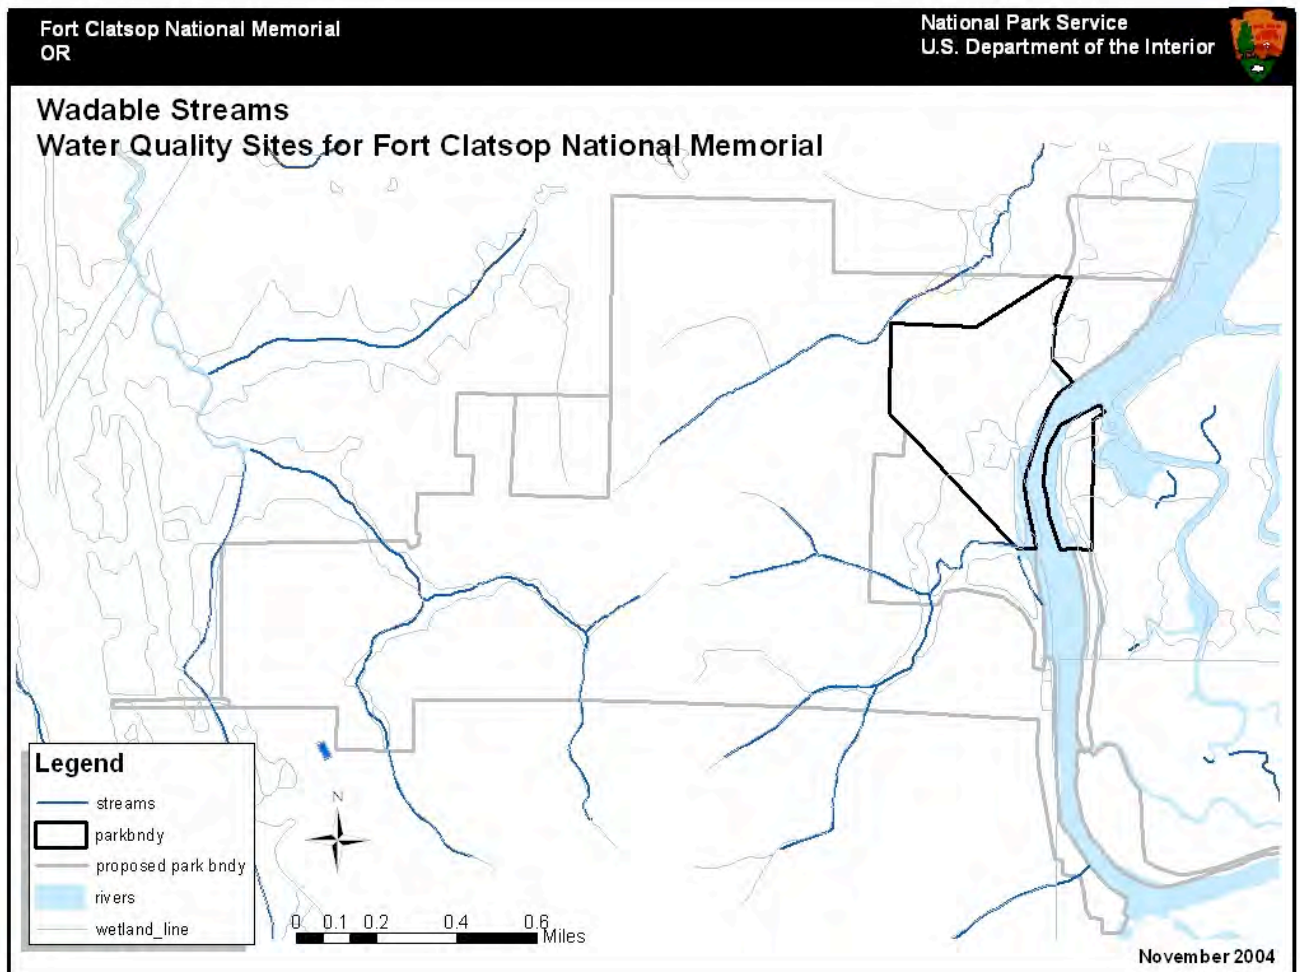 Fort Clatsop National Memorial
OR
National Park Service
U.S. Department of the Interior
Wadable Streams
Water Quality Sites for Fort Clatsop National Memorial
Legend
streams
parkbndy
proposed park bndy
rivers
wetland_line
N
0 0.1 0.2 0.4 0.6
Miles
November 2004